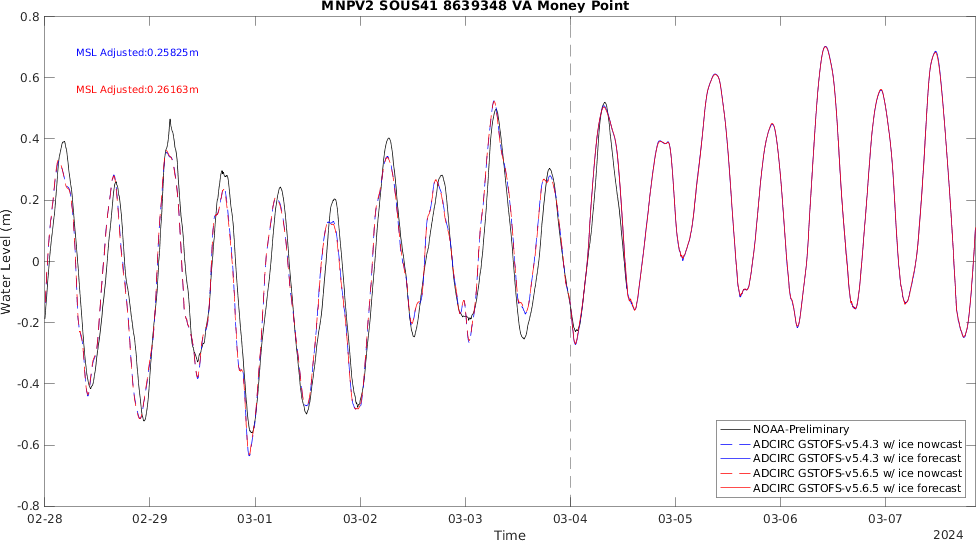 MNPV2 SOUS41 8639348 VA Money Point
MSL Adjusted:0.25825m
MSL Adjusted:0.26163m
0.8
0.6
0.4
0.2
0
-0.2
-0.4
-0.6
-0.8
Water Level (m)
NOAA-Preliminary
ADCIRC GSTOFS-v5.4.3 w/ ice nowcast
ADCIRC GSTOFS-v5.4.3 w/ ice forecast
ADCIRC GSTOFS-v5.6.5 w/ ice nowcast
ADCIRC GSTOFS-v5.6.5 w/ ice forecast
02-28 02-29 03-01 03-02 03-03 03-04 03-05 03-06 03-07
Time
2024